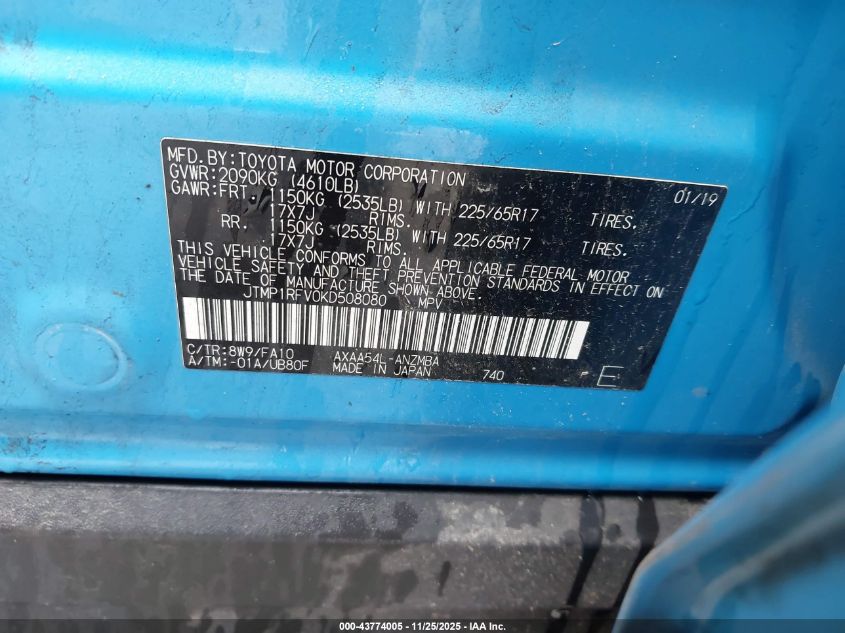 MFD.BY:TOYOTA MOTOR CORPORATION 01/19
GVWR:2090KG (4610LB)
GAWR:FRT. 1150KG (2535LB) WITH 225/65R17 TIRES.
17X7J RIMS.
RR. 1150KG (2535LB) WITH 225/65R17 TIRES.
17X7J RIMS.
THIS VEHICLE CONFORMS TO ALL APPLICABLE FEDERAL MOTOR
VEHICLE SAFETY AND THEFT PREVENTION STANDARDS IN EFFECT ON
THE DATE OF MANUFACTURE SHOWN ABOVE.
JTMP1RFV0KD508080 MPV
C/TR:8W9/FA10 AXAA54L-ANZMBA
A/TM:-01A/UB80F MADE IN JAPAN 740 E
000-43774005 - 11/25/2025 - IAA Inc.